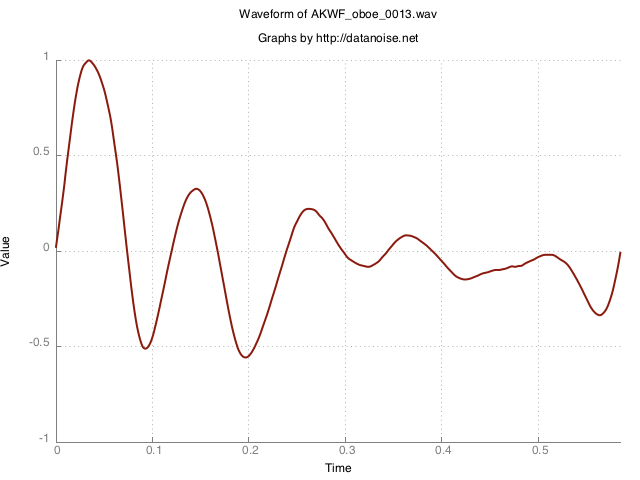 Waveform of AKWF_oboe_0013.wav
Graphs by http://datanoise.net
1
0.5
0
-0.5
-1
Value
0 0.1 0.2 0.3 0.4 0.5
Time